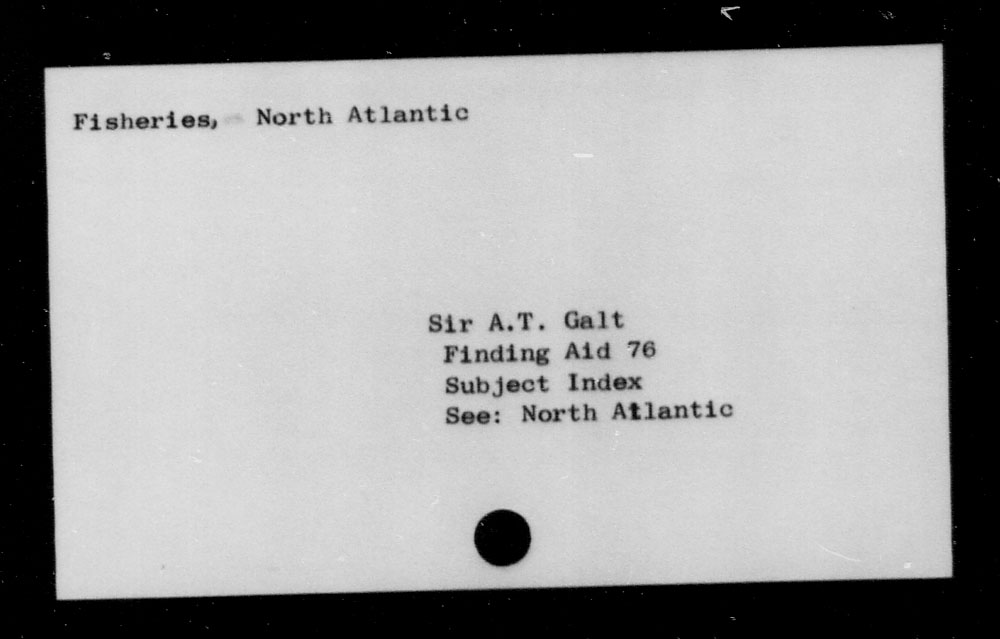 Fisheries, North Atlantic
Sir A.T. Galt
Finding Aid 76
Subject Index
See: North Atlantic